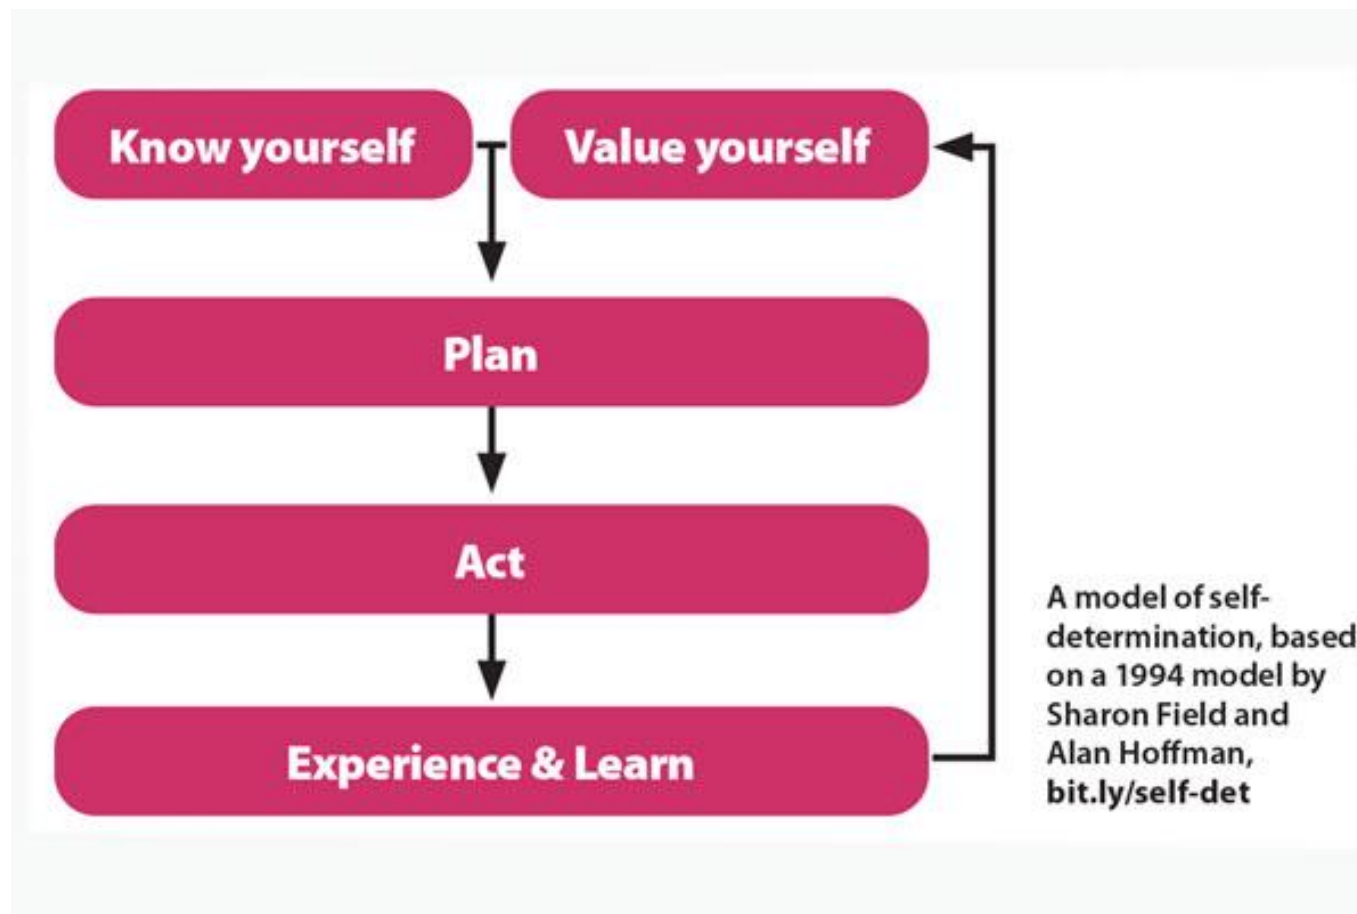 Know yourself
Value yourself
Plan
Act
Experience & Learn
A model of self-
determination, based
on a 1994 model by
Sharon Field and
Alan Hoffman,
bit.ly/self-det